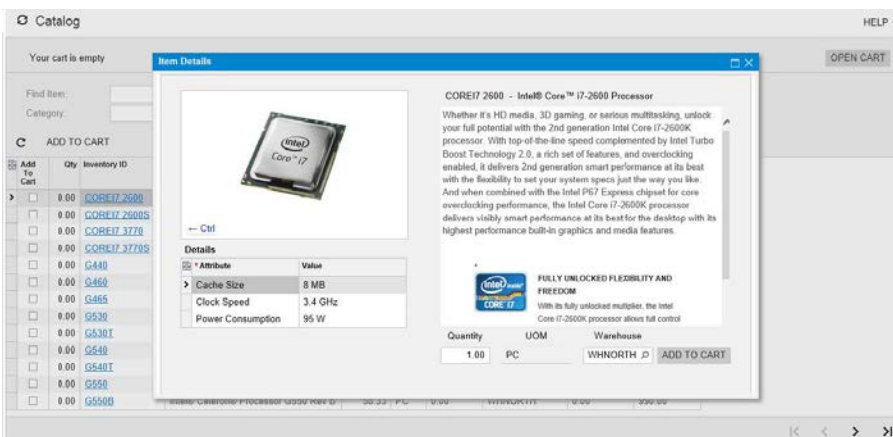 Catalog
HELP
Your cart is empty
OPEN CART
Item Details
Find Item:
Category:
ADD TO CART
Add To Cart
Qty
Inventory ID
0.00 COREI7 2600
0.00 COREI7 2600S
0.00 COREI7 3770
0.00 COREI7 3770S
0.00 G440
0.00 G460
0.00 G465
0.00 G530
0.00 G530T
0.00 G540
0.00 G540T
0.00 G550
0.00 G550B
intel
Core™ i7
← Ctrl
Details
* Attribute Value
Cache Size 8 MB
Clock Speed 3.4 GHz
Power Consumption 95 W
COREI7 2600 - Intel® Core™ i7-2600 Processor
Whether it's HD media, 3D gaming, or serious multitasking, unlock
your full potential with the 2nd generation Intel Core i7-2600K
processor. With top-of-the-line speed complemented by Intel Turbo
Boost Technology 2.0, a rich set of features, and overclocking
enabled, it delivers 2nd generation smart performance at its best
with the flexibility to set your system specs just the way you like.
And when combined with the Intel P67 Express chipset for core
overclocking performance, the Intel Core i7-2600K processor
delivers visibly smart performance at its best for the desktop with its
highest performance built-in graphics and media features.
intel inside
CORE i7
FULLY UNLOCKED FLEXIBILITY AND
FREEDOM
With its fully unlocked multiplier, the Intel
Core i7-2600K processor allows full control
Quantity UOM Warehouse
1.00 PC WHNORTH ADD TO CART